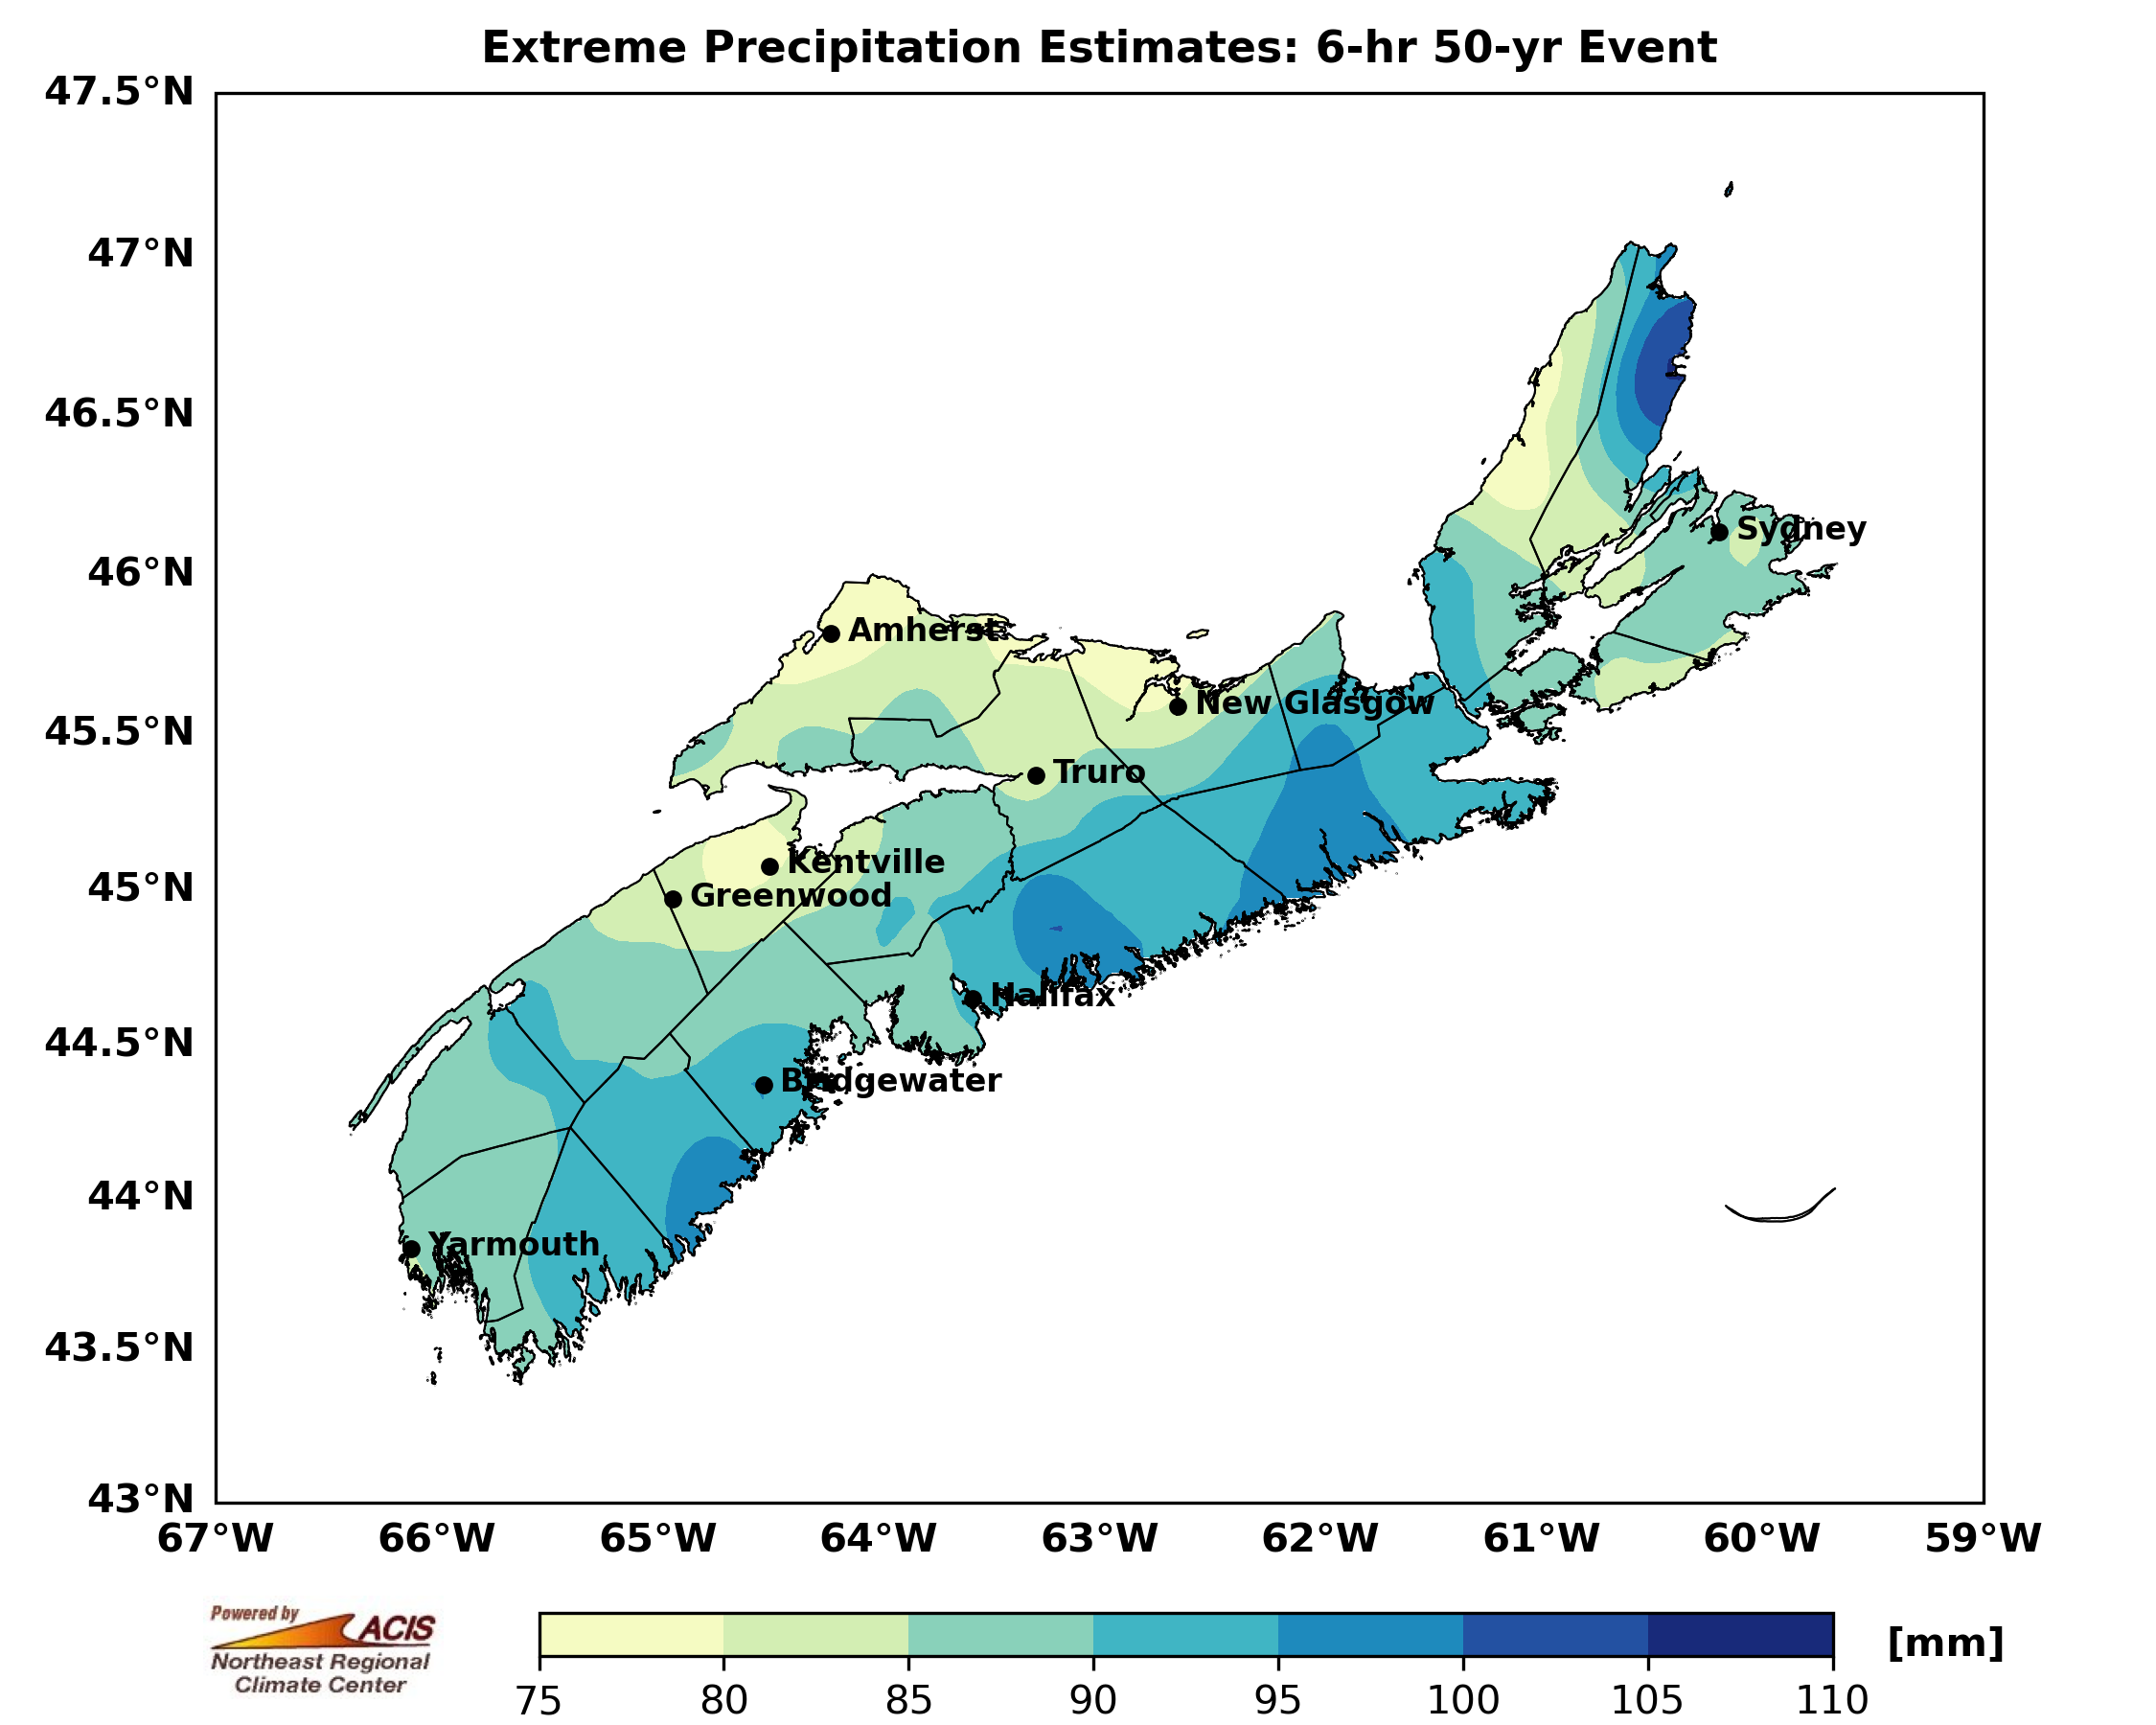 Extreme Precipitation Estimates: 6-hr 50-yr Event
47.5°N
47°N
46.5°N
46°N
45.5°N
45°N
44.5°N
44°N
43.5°N
43°N
Sydney
Amherst
New Glasgow
Truro
Kentville
Greenwood
Halifax
Bridgewater
Yarmouth
67°W 66°W 65°W 64°W 63°W 62°W 61°W 60°W 59°W
Powered by
ACIS
Northeast Regional
Climate Center
[mm]
75 80 85 90 95 100 105 110